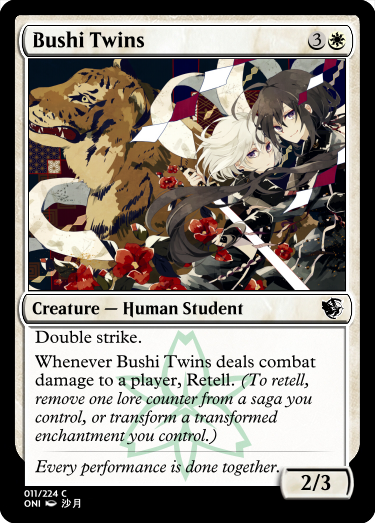 Bushi Twins 3
Creature — Human Student
Double strike.
Whenever Bushi Twins deals combat
damage to a player, Retell. (To retell,
remove one lore counter from a saga you
control, or transform a transformed
enchantment you control.)
Every performance is done together.
2/3
011/224 C
ONI 沙月